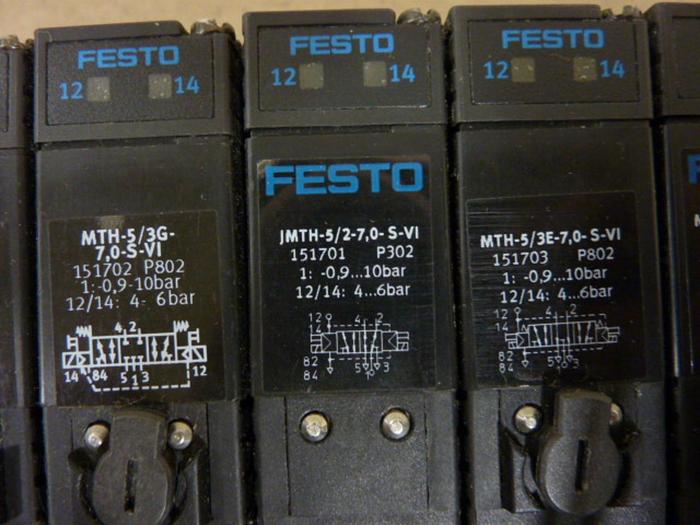 FESTO
12 14
MTH-5/3G-
7,0-S-VI
151702 P802
1: -0,9-10bar
12/14: 4- 6bar
4 2
14 84 5 1 3 12
FESTO
12 14
FESTO
JMTH-5/2-7,0-S-VI
151701 P302
1: -0,9...10bar
12/14: 4...6bar
12
14
4 2
82
84
5 1 3
FESTO
12 14
MTH-5/3E-7,0-S-VI
151703 P802
1: -0,9...10bar
12/14: 4...6bar
12
14
4 2
82
84
5 1 3